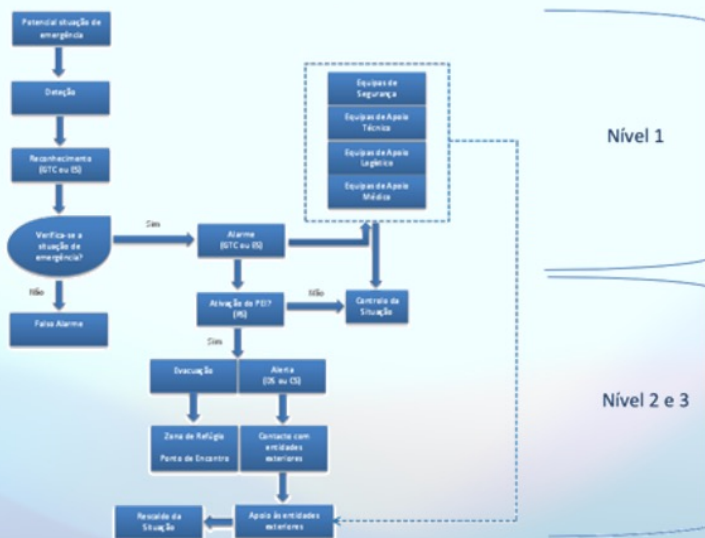 Potencial situação de
emergência
Deteção
Reconhecimento
(GTC ou ES)
Verifica-se a
situação de
emergência?
Sim
Não
Falso Alarme
Alarme
(GTC ou ES)
Equipas de
Segurança
Equipas de Apoio
Técnico
Equipas de Apoio
Logístico
Equipas de Apoio
Médico
Nível 1
Ativação do PEI?
Não
Controlo da
Situação
Sim
Evacuação
Alerta
Zona de Refúgio
Ponto de Encontro
Contacto com
entidades
exteriores
Nível 2 e 3
Rescaldo da
Situação
Apoio às entidades
exteriores